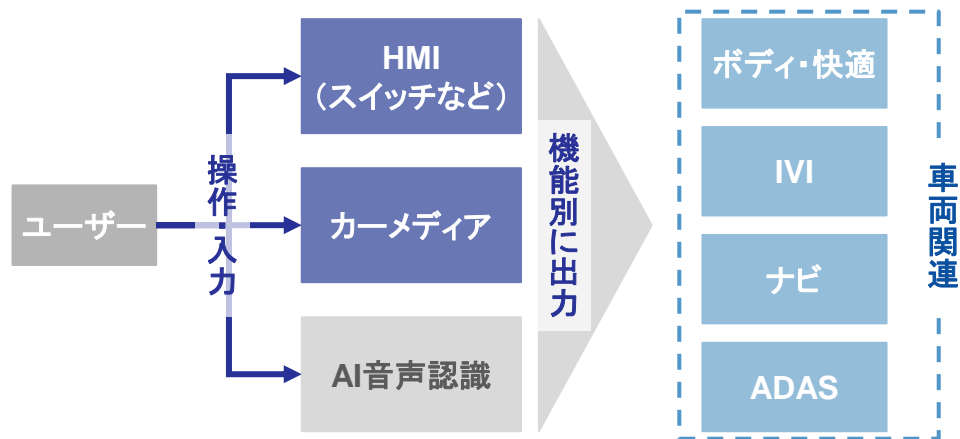 ユーザー
操作・入力
HMI
（スイッチなど）
カーメディア
AI音声認識
機能別に出力
ボディ・快適
IVI
ナビ
ADAS
車両関連